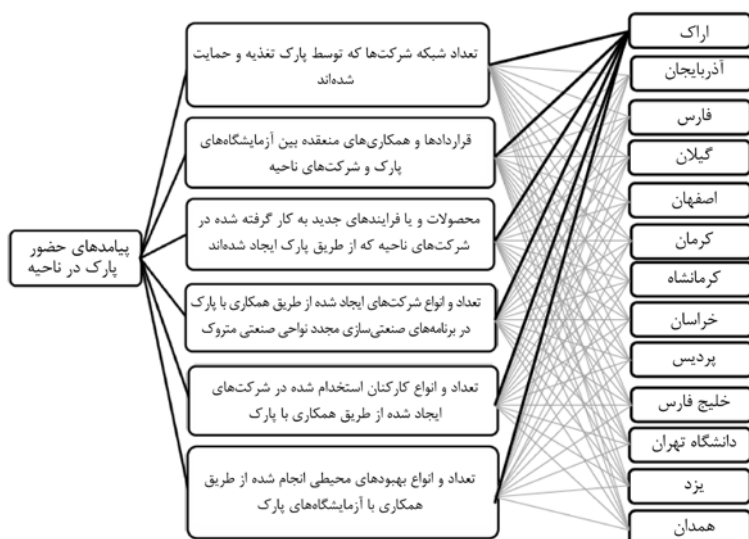 پیامدهای حضور
پارک در ناحیه
تعداد شبکه شرکت‌ها که توسط پارک تغذیه و حمایت
شده‌اند
قراردادها و همکاری‌های منعقده بین آزمایشگاه‌های
پارک و شرکت‌های ناحیه
محصولات و یا فرایندهای جدید به کار گرفته شده در
شرکت‌های ناحیه که از طریق پارک ایجاد شده‌اند
تعداد و انواع شرکت‌های ایجاد شده از طریق همکاری با پارک
در برنامه‌های صنعتی‌سازی مجدد نواحی صنعتی متروک
تعداد و انواع کارکنان استخدام شده در شرکت‌های
ایجاد شده از طریق همکاری با پارک
تعداد و انواع بهبودهای محیطی انجام شده از طریق
همکاری با آزمایشگاه‌های پارک
اراک
آذربایجان
فارس
گیلان
اصفهان
کرمان
کرمانشاه
خراسان
پردیس
خلیج فارس
دانشگاه تهران
یزد
همدان